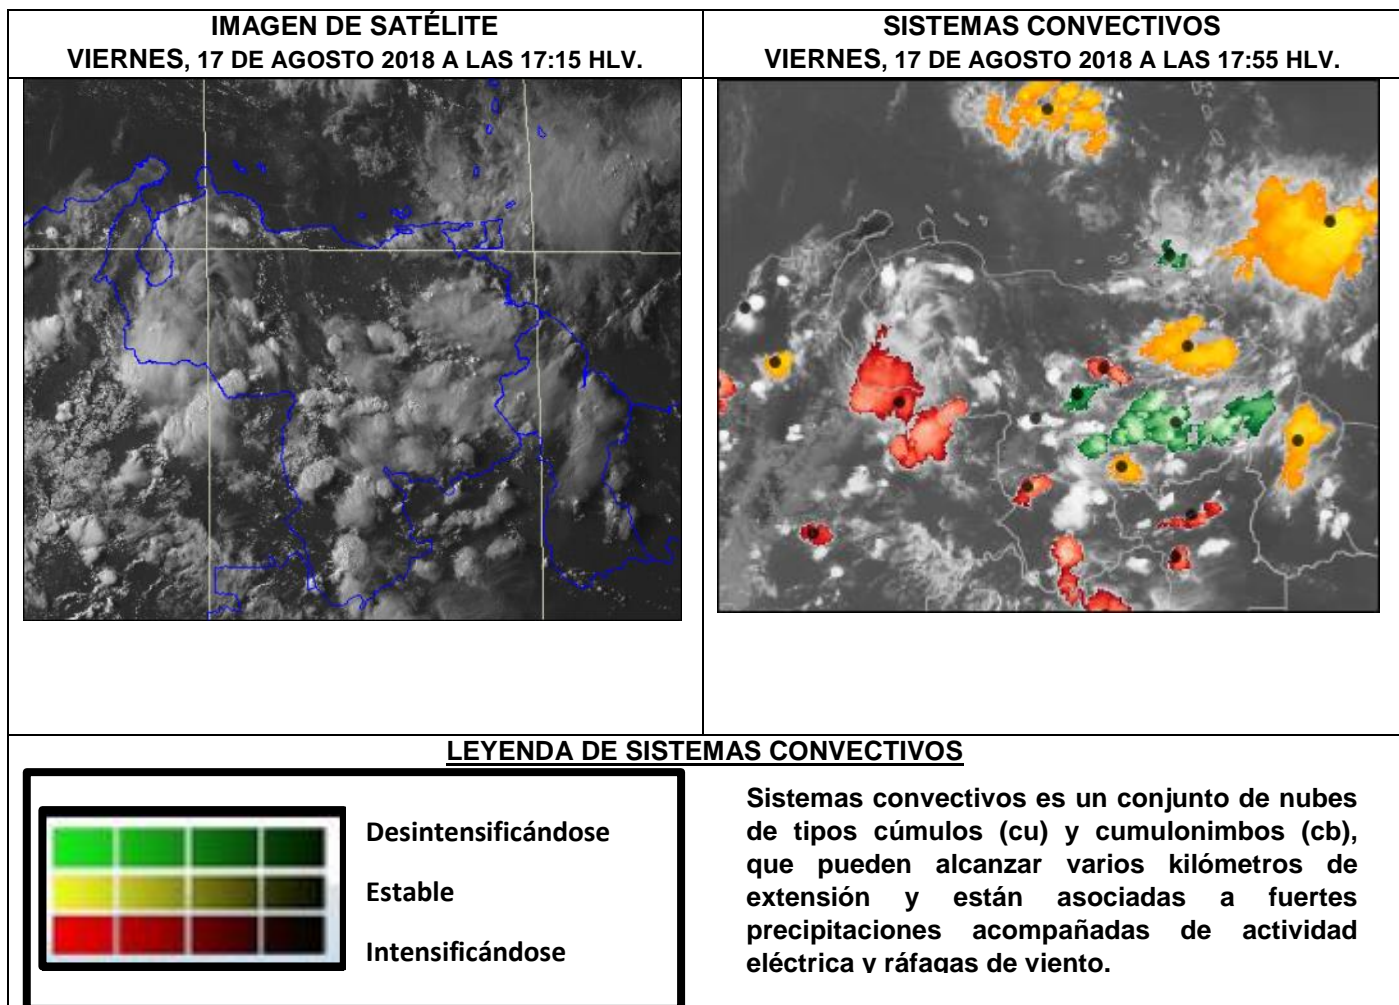 IMAGEN DE SATÉLITE
VIERNES, 17 DE AGOSTO 2018 A LAS 17:15 HLV.
SISTEMAS CONVECTIVOS
VIERNES, 17 DE AGOSTO 2018 A LAS 17:55 HLV.
LEYENDA DE SISTEMAS CONVECTIVOS
Desintensificándose
Estable
Intensificándose
Sistemas convectivos es un conjunto de nubes
de tipos cúmulos (cu) y cumulonimbos (cb),
que pueden alcanzar varios kilómetros de
extensión y están asociadas a fuertes
precipitaciones acompañadas de actividad
eléctrica y ráfagas de viento.